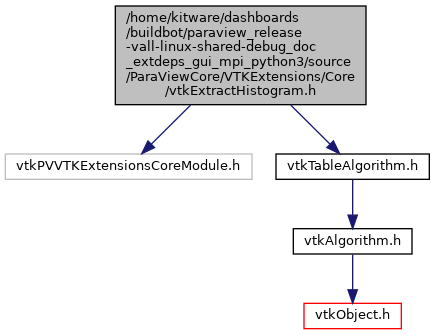 /home/kitware/dashboards
/buildbot/paraview_release
-vall-linux-shared-debug_doc
_extdeps_gui_mpi_python3/source
/ParaViewCore/VTKExtensions/Core
/vtkExtractHistogram.h
vtkPVVTKExtensionsCoreModule.h
vtkTableAlgorithm.h
vtkAlgorithm.h
vtkObject.h